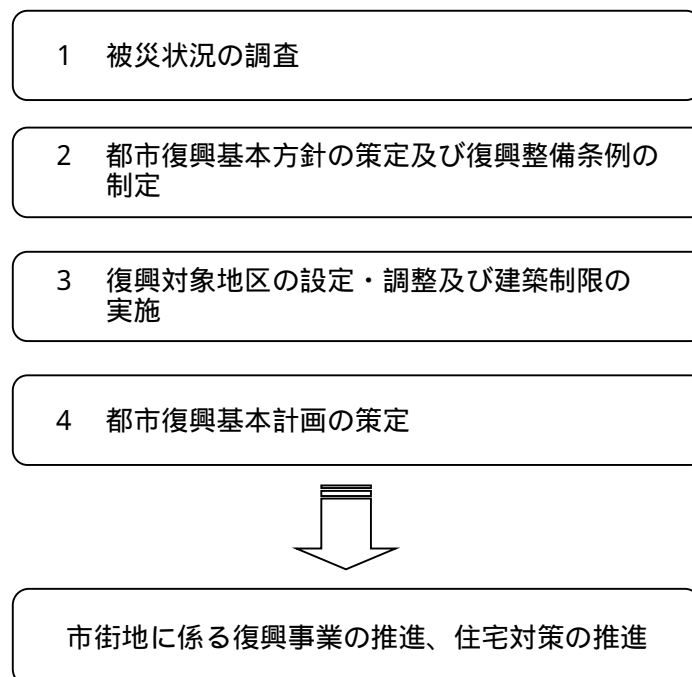 1 被災状況の調査
2 都市復興基本方針の策定及び復興整備条例の
制定
3 復興対象地区の設定・調整及び建築制限の
実施
4 都市復興基本計画の策定
市街地に係る復興事業の推進、住宅対策の推進